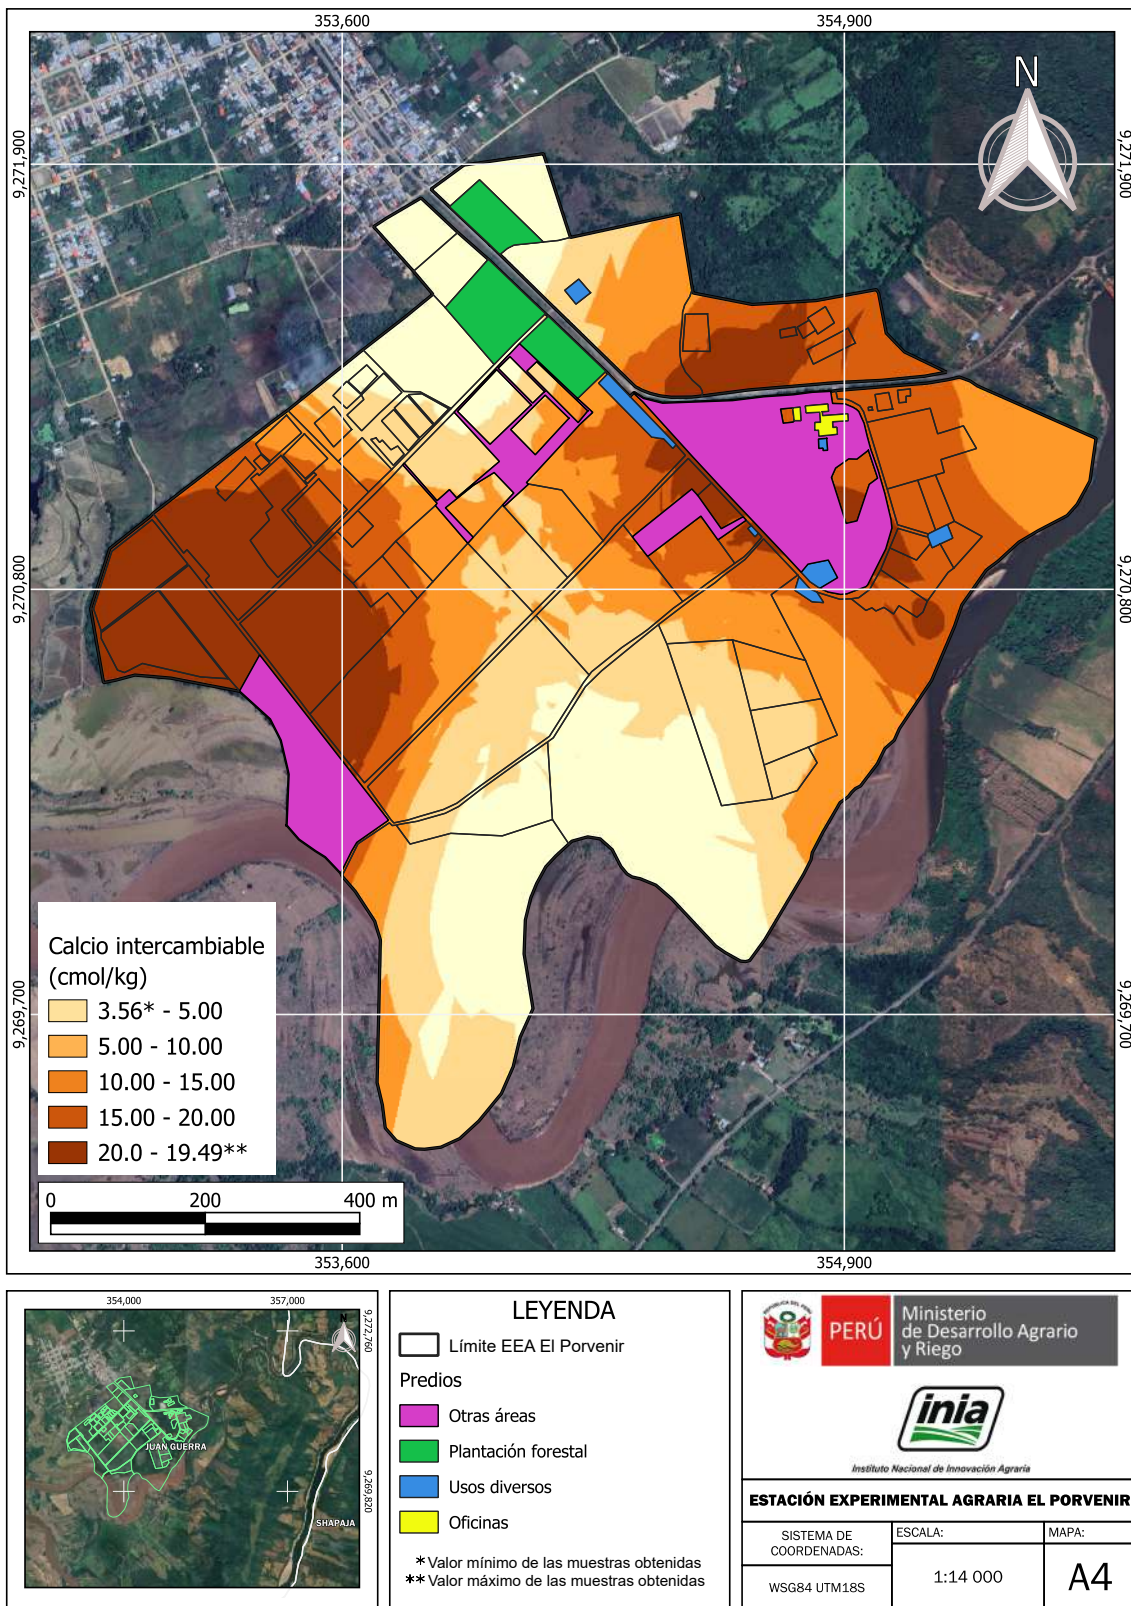 353,600
354,900
9,271,900
9,271,900
N
9,270,800
9,270,800
9,269,700
9,269,700
Calcio intercambiable
(cmol/kg)
3.56* - 5.00
5.00 - 10.00
10.00 - 15.00
15.00 - 20.00
20.0 - 19.49**
0 200 400 m
353,600
354,900
354,000
357,000
N
9,272,760
9,269,820
JUAN GUERRA
SHAPAJA
LEYENDA
Límite EEA El Porvenir
Predios
Otras áreas
Plantación forestal
Usos diversos
Oficinas
* Valor mínimo de las muestras obtenidas
** Valor máximo de las muestras obtenidas
REPÚBLICA DEL PERÚ
PERÚ
Ministerio
de Desarrollo Agrario
y Riego
inia
Instituto Nacional de Innovación Agraria
ESTACIÓN EXPERIMENTAL AGRARIA EL PORVENIR
SISTEMA DE
COORDENADAS:
WSG84 UTM18S
ESCALA:
1:14 000
MAPA:
A4